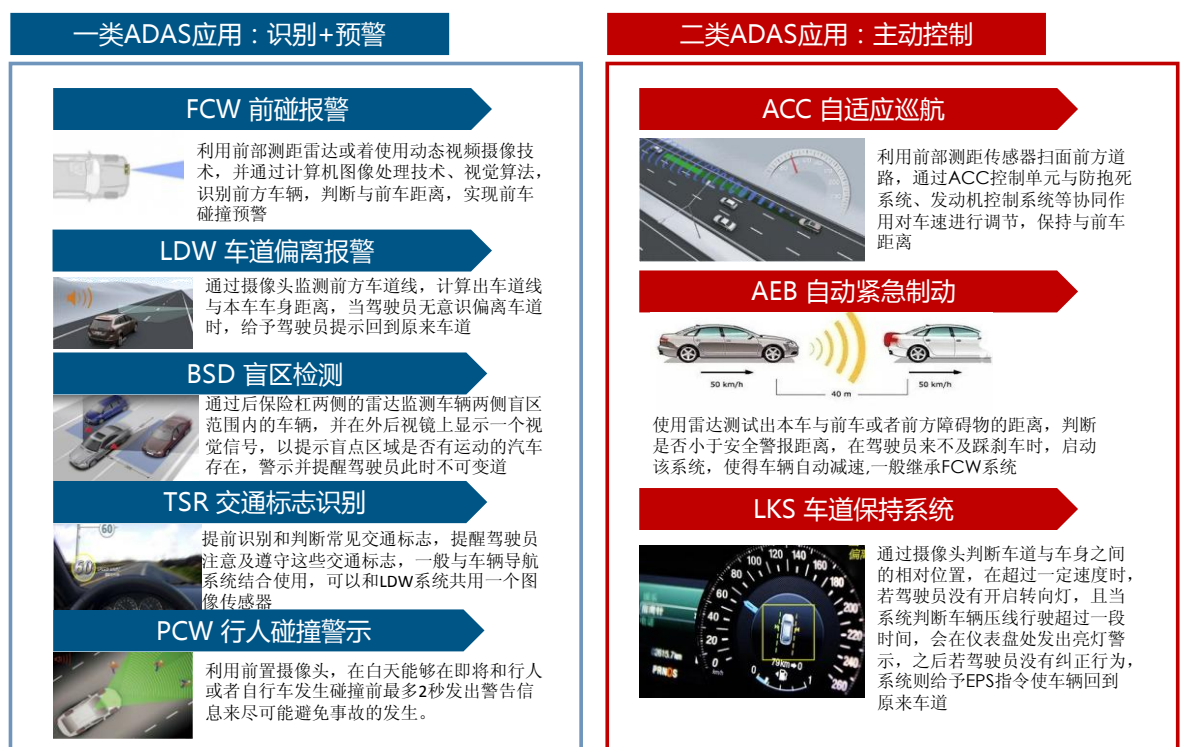 一类ADAS应用：识别+预警
FCW 前碰报警
利用前部测距雷达或着使用动态视频摄像技
术，并通过计算机图像处理技术、视觉算法，
识别前方车辆，判断与前车距离，实现前车
碰撞预警
LDW 车道偏离报警
通过摄像头监测前方车道线，计算出车道线
与本车车身距离，当驾驶员无意识偏离车道
时，给予驾驶员提示回到原来车道
BSD 盲区检测
通过后保险杠两侧的雷达监测车辆两侧盲区
范围内的车辆，并在外后视镜上显示一个视
觉信号，以提示盲点区域是否有运动的汽车
存在，警示并提醒驾驶员此时不可变道
TSR 交通标志识别
60
50
提前识别和判断常见交通标志，提醒驾驶员
注意及遵守这些交通标志，一般与车辆导航
系统结合使用，可以和LDW系统共用一个图
像传感器
PCW 行人碰撞警示
利用前置摄像头，在白天能够在即将和行人
或者自行车发生碰撞前最多2秒发出警告信
息来尽可能避免事故的发生。
二类ADAS应用：主动控制
ACC 自适应巡航
利用前部测距传感器扫面前方道
路，通过ACC控制单元与防抱死
系统、发动机控制系统等协同作
用对车速进行调节，保持与前车
距离
AEB 自动紧急制动
50 km/h
40 m
50 km/h
使用雷达测试出本车与前车或者前方障碍物的距离，判断
是否小于安全警报距离，在驾驶员来不及踩刹车时，启动
该系统，使得车辆自动减速,一般继承FCW系统
LKS 车道保持系统
0
20
40
60
80
100
120
140
160
180
200
220
240
260
km/h
79km
0
1
2615.7km
PRNDS
偏离
通过摄像头判断车道与车身之间
的相对位置，在超过一定速度时，
若驾驶员没有开启转向灯，且当
系统判断车辆压线行驶超过一段
时间，会在仪表盘处发出亮灯警
示，之后若驾驶员没有纠正行为，
系统则给予EPS指令使车辆回到
原来车道